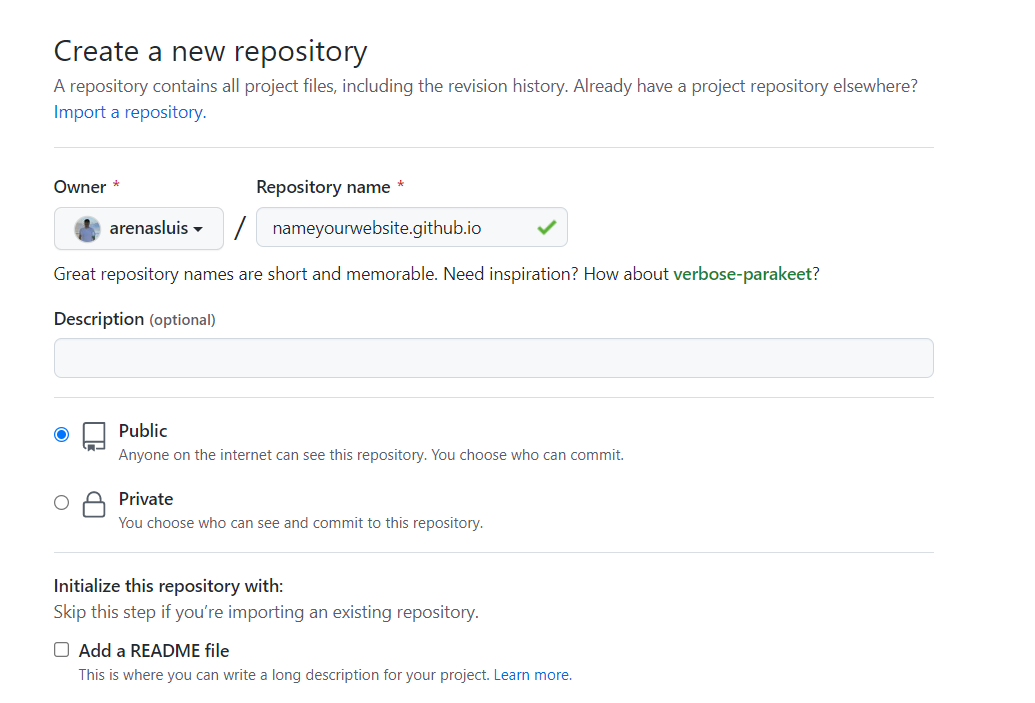 Create a new repository
A repository contains all project files, including the revision history. Already have a project repository elsewhere?
Import a repository.
Owner * Repository name *
arenasluis / nameyourwebsite.github.io
Great repository names are short and memorable. Need inspiration? How about verbose-parakeet?
Description (optional)
Public
Anyone on the internet can see this repository. You choose who can commit.
Private
You choose who can see and commit to this repository.
Initialize this repository with:
Skip this step if you’re importing an existing repository.
Add a README file
This is where you can write a long description for your project. Learn more.